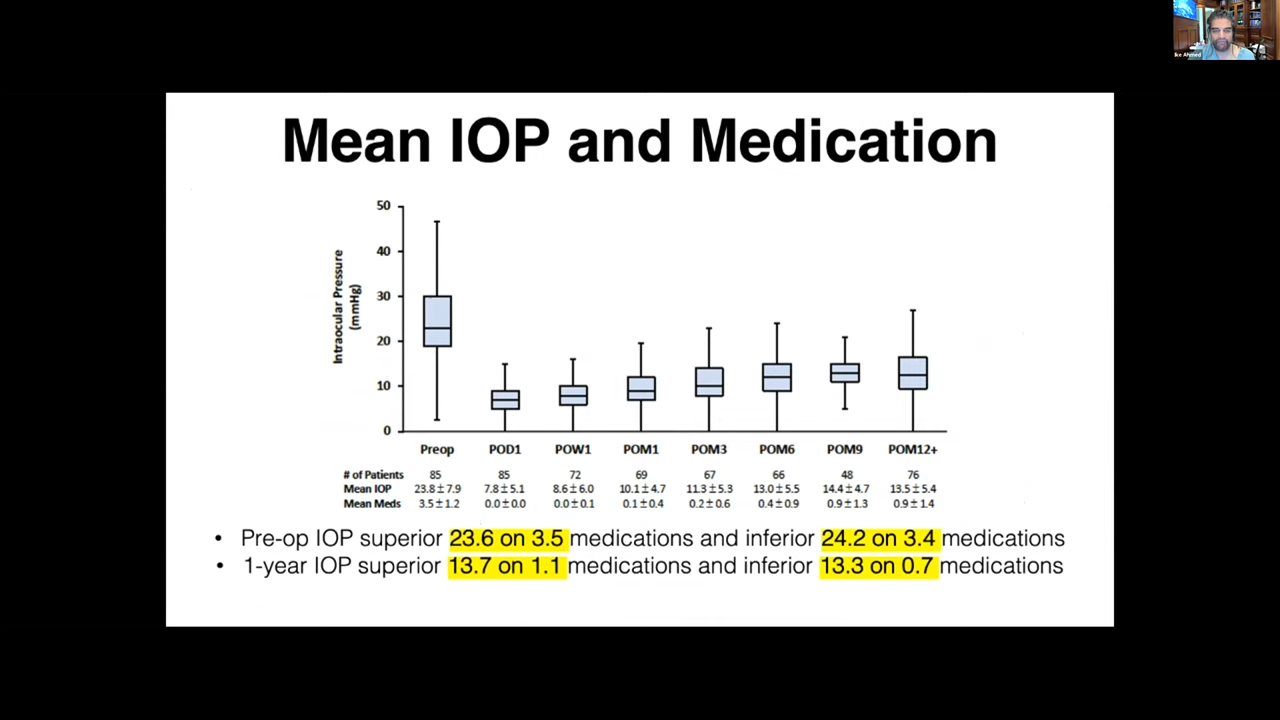 Ike Ahmed
Mean IOP and Medication
Intraocular Pressure
(mmHg)
50
40
30
20
10
0
Preop POD1 POW1 POM1 POM3 POM6 POM9 POM12+
# of Patients 85 85 72 69 67 66 48 76
Mean IOP 23.8±7.9 7.8±5.1 8.6±6.0 10.1±4.7 11.3±5.3 13.0±5.5 14.4±4.7 13.5±5.4
Mean Meds 3.5±1.2 0.0±0.0 0.0±0.1 0.1±0.4 0.2±0.6 0.4±0.9 0.9±1.3 0.9±1.4
• Pre-op IOP superior 23.6 on 3.5 medications and inferior 24.2 on 3.4 medications
• 1-year IOP superior 13.7 on 1.1 medications and inferior 13.3 on 0.7 medications